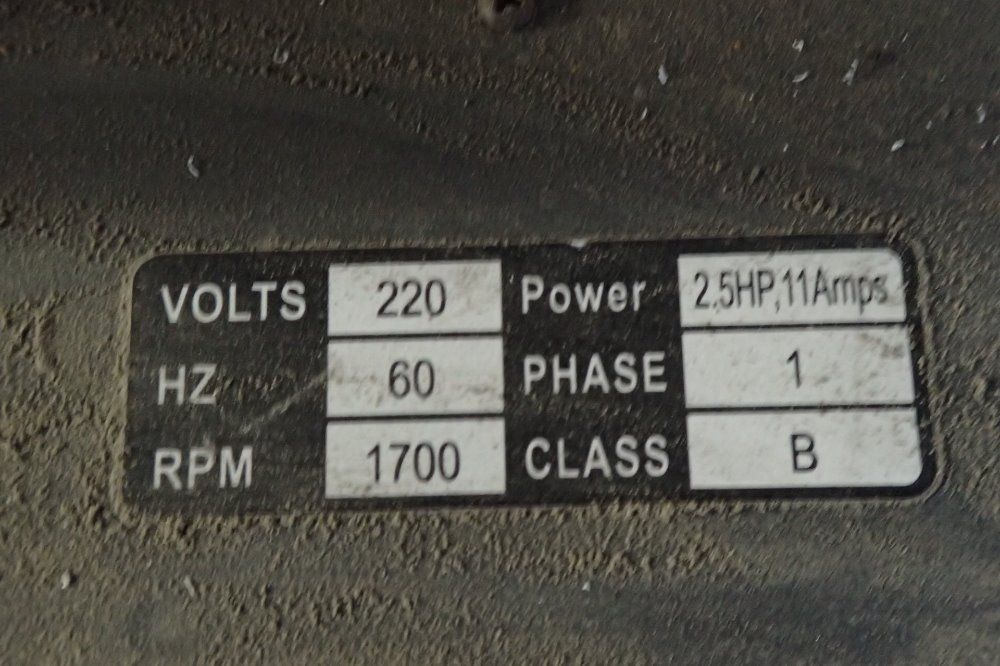 VOLTS 220 Power 2.5HP,11Amps
HZ 60 PHASE 1
RPM 1700 CLASS B